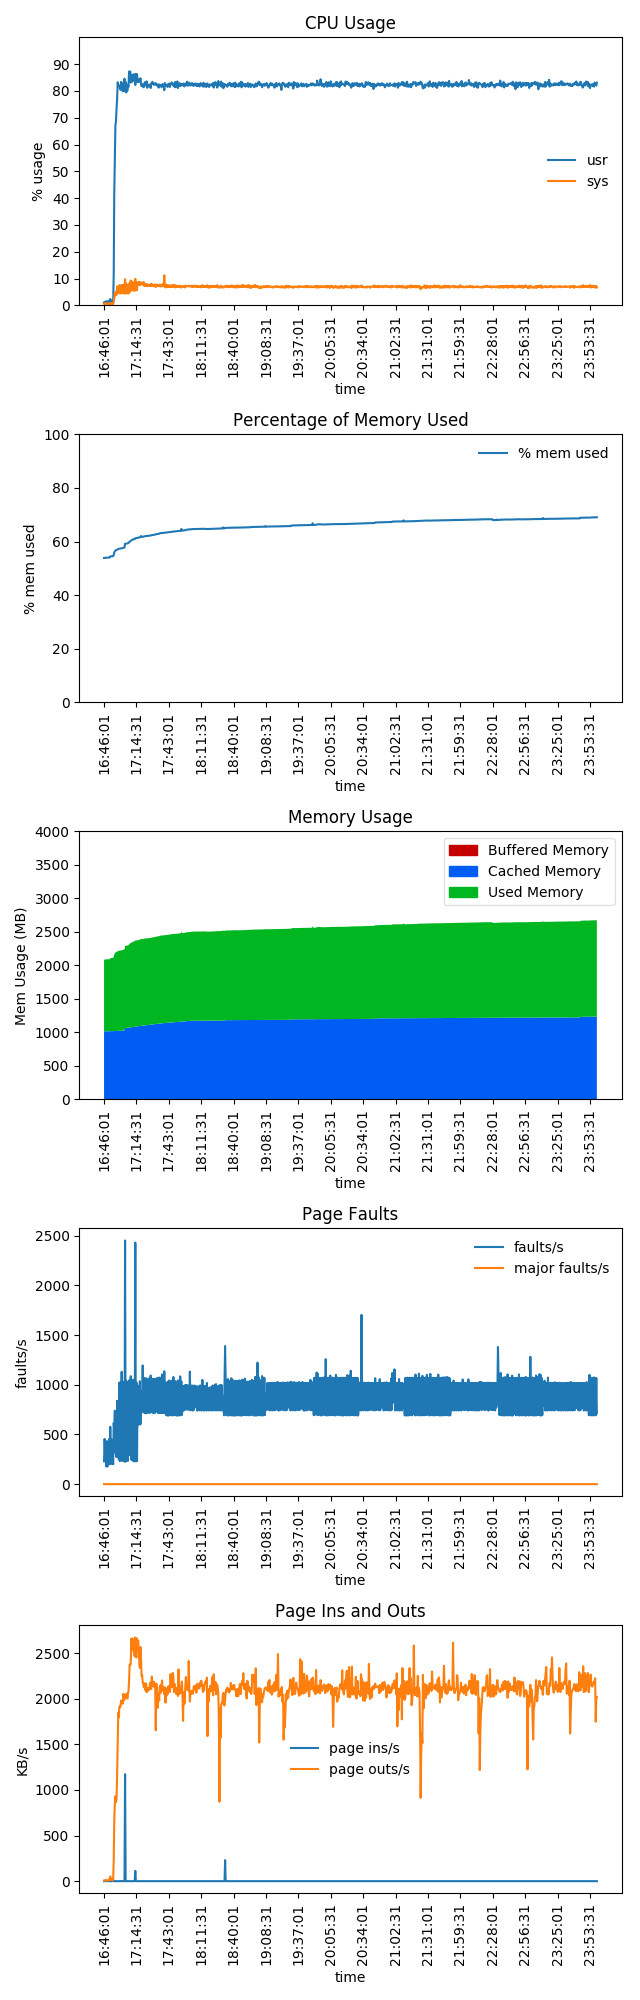 CPU Usage
90
80
70
60
50
40
30
20
10
0
% usage
usr
sys
16:46:01 17:14:31 17:43:01 18:11:31 18:40:01 19:08:31 19:37:01 20:05:31 20:34:01 21:02:31 21:31:01 21:59:31 22:28:01 22:56:31 23:25:01 23:53:31
time
Percentage of Memory Used
100
80
60
40
20
0
% mem used
% mem used
16:46:01 17:14:31 17:43:01 18:11:31 18:40:01 19:08:31 19:37:01 20:05:31 20:34:01 21:02:31 21:31:01 21:59:31 22:28:01 22:56:31 23:25:01 23:53:31
time
Memory Usage
4000
3500
3000
2500
2000
1500
1000
500
0
Mem Usage (MB)
Buffered Memory
Cached Memory
Used Memory
16:46:01 17:14:31 17:43:01 18:11:31 18:40:01 19:08:31 19:37:01 20:05:31 20:34:01 21:02:31 21:31:01 21:59:31 22:28:01 22:56:31 23:25:01 23:53:31
time
Page Faults
2500
2000
1500
1000
500
0
faults/s
faults/s
major faults/s
16:46:01 17:14:31 17:43:01 18:11:31 18:40:01 19:08:31 19:37:01 20:05:31 20:34:01 21:02:31 21:31:01 21:59:31 22:28:01 22:56:31 23:25:01 23:53:31
time
Page Ins and Outs
2500
2000
1500
1000
500
0
KB/s
page ins/s
page outs/s
16:46:01 17:14:31 17:43:01 18:11:31 18:40:01 19:08:31 19:37:01 20:05:31 20:34:01 21:02:31 21:31:01 21:59:31 22:28:01 22:56:31 23:25:01 23:53:31
time